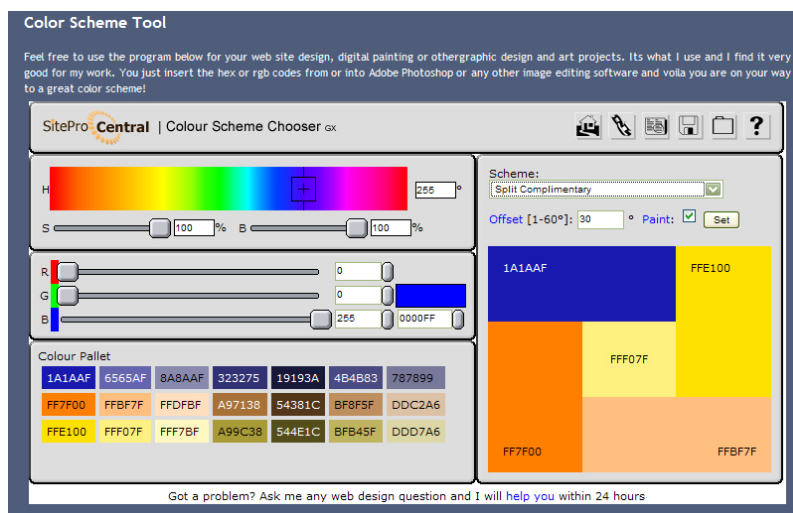 Color Scheme Tool
Feel free to use the program below for your web site design, digital painting or othergraphic design and art projects. Its what I use and I find it very
good for my work. You just insert the hex or rgb codes from or into Adobe Photoshop or any other image editing software and voila you are on your way
to a great color scheme!
SitePro Central | Colour Scheme Chooser GX
?
H 255 °
S 100 % B 100 %
R 0
G 0
B 255 0000FF
Colour Pallet
1A1AAF 6565AF 8A8AAF 323275 19193A 4B4B83 787899
FF7F00 FFBF7F FFDFBF A97138 54381C BF8F5F DDC2A6
FFE100 FFF07F FFF7BF A99C38 544E1C BFB45F DDD7A6
Scheme:
Split Complimentary
Offset [1-60°]: 30 ° Paint: Set
1A1AAF FFE100
FFF07F
FF7F00 FFBF7F
Got a problem? Ask me any web design question and I will help you within 24 hours